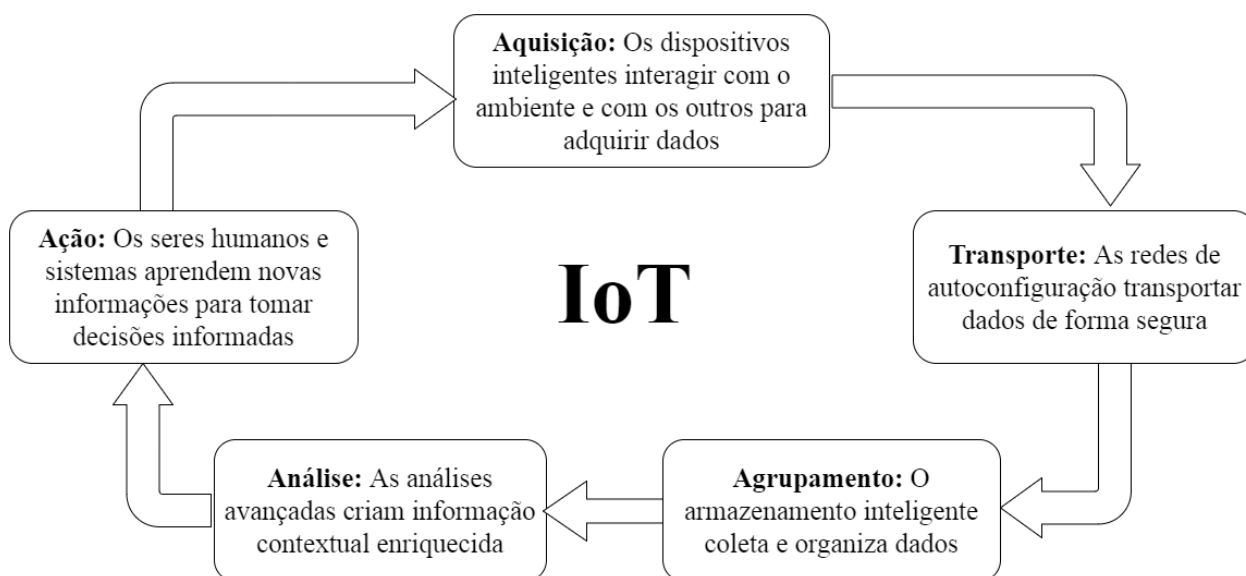 Aquisição: Os dispositivos
inteligentes interagir com o
ambiente e com os outros para
adquirir dados
Transporte: As redes de
autoconfiguração transportar
dados de forma segura
Agrupamento: O
armazenamento inteligente
coleta e organiza dados
Análise: As análises
avançadas criam informação
contextual enriquecida
Ação: Os seres humanos e
sistemas aprendem novas
informações para tomar
decisões informadas
IoT